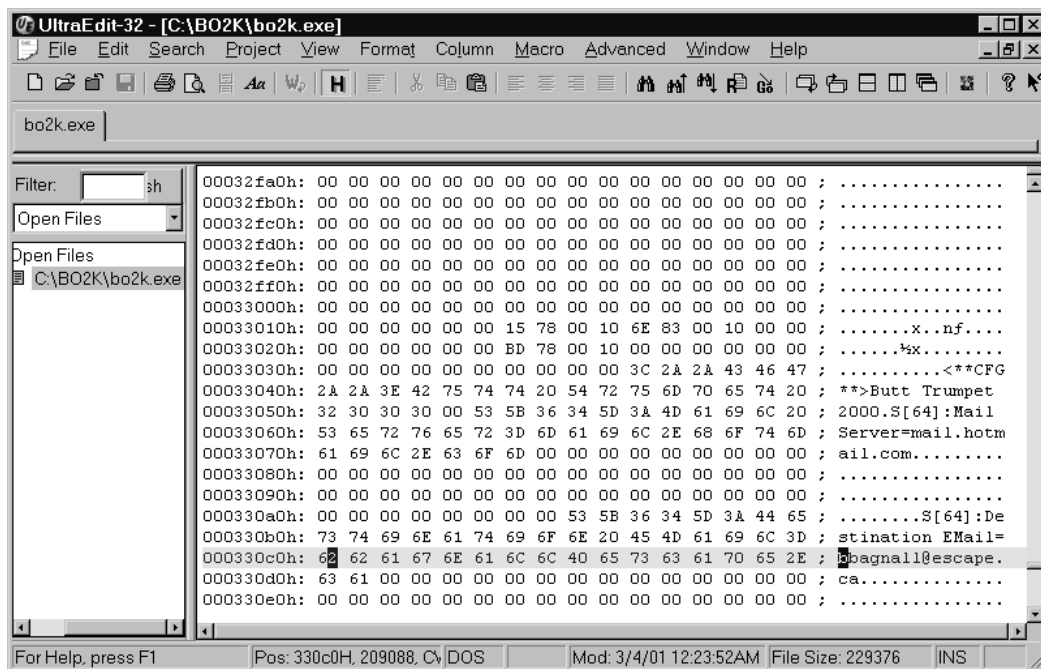 UltraEdit-32 - [C:\BO2K\bo2k.exe]
File Edit Search Project View Format Column Macro Advanced Window Help
bo2k.exe
Filter: sh
Open Files
Open Files
C:\BO2K\bo2k.exe
00032fa0h: 00 00 00 00 00 00 00 00 00 00 00 00 00 00 00 00 ; ................
00032fb0h: 00 00 00 00 00 00 00 00 00 00 00 00 00 00 00 00 ; ................
00032fc0h: 00 00 00 00 00 00 00 00 00 00 00 00 00 00 00 00 ; ................
00032fd0h: 00 00 00 00 00 00 00 00 00 00 00 00 00 00 00 00 ; ................
00032fe0h: 00 00 00 00 00 00 00 00 00 00 00 00 00 00 00 00 ; ................
00032ff0h: 00 00 00 00 00 00 00 00 00 00 00 00 00 00 00 00 ; ................
00033000h: 00 00 00 00 00 00 00 00 00 00 00 00 00 00 00 00 ; ................
00033010h: 00 00 00 00 00 00 15 78 00 10 6E 83 00 10 00 00 ; .......x..nƒ....
00033020h: 00 00 00 00 00 00 BD 78 00 10 00 00 00 00 00 00 ; ......½x........
00033030h: 00 00 00 00 00 00 00 00 00 00 3C 2A 2A 43 46 47 ; ..........<**CFG
00033040h: 2A 2A 3E 42 75 74 74 20 54 72 75 6D 70 65 74 20 ; **>Butt Trumpet
00033050h: 32 30 30 30 00 53 5B 36 34 5D 3A 4D 61 69 6C 20 ; 2000.S[64]:Mail
00033060h: 53 65 72 76 65 72 3D 6D 61 69 6C 2E 68 6F 74 6D ; Server=mail.hotm
00033070h: 61 69 6C 2E 63 6F 6D 00 00 00 00 00 00 00 00 00 ; ail.com.........
00033080h: 00 00 00 00 00 00 00 00 00 00 00 00 00 00 00 00 ; ................
00033090h: 00 00 00 00 00 00 00 00 00 00 00 00 00 00 00 00 ; ................
000330a0h: 00 00 00 00 00 00 00 00 53 5B 36 34 5D 3A 44 65 ; ........S[64]:De
000330b0h: 73 74 69 6E 61 74 69 6F 6E 20 45 4D 61 69 6C 3D ; stination EMail=
000330c0h: 62 62 61 67 6E 61 6C 6C 40 65 73 63 61 70 65 2E ; bbagnall@escape.
000330d0h: 63 61 00 00 00 00 00 00 00 00 00 00 00 00 00 00 ; ca..............
000330e0h: 00 00 00 00 00 00 00 00 00 00 00 00 00 00 00 00 ; ................
For Help, press F1 Pos: 330c0H, 209088, C DOS Mod: 3/4/01 12:23:52AM File Size: 229376 INS